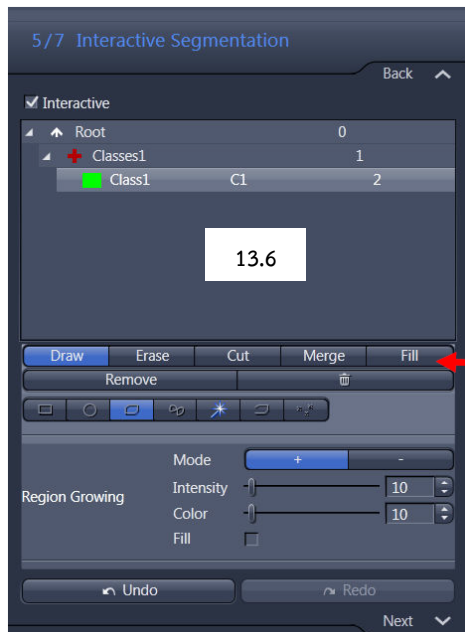 5/7 Interactive Segmentation
Back
Interactive
Root 0
Classes1 1
Class1 C1 2
13.6
Draw Erase Cut Merge Fill
Remove
Mode + -
Region Growing
Intensity 10
Color 10
Fill
Undo Redo
Next